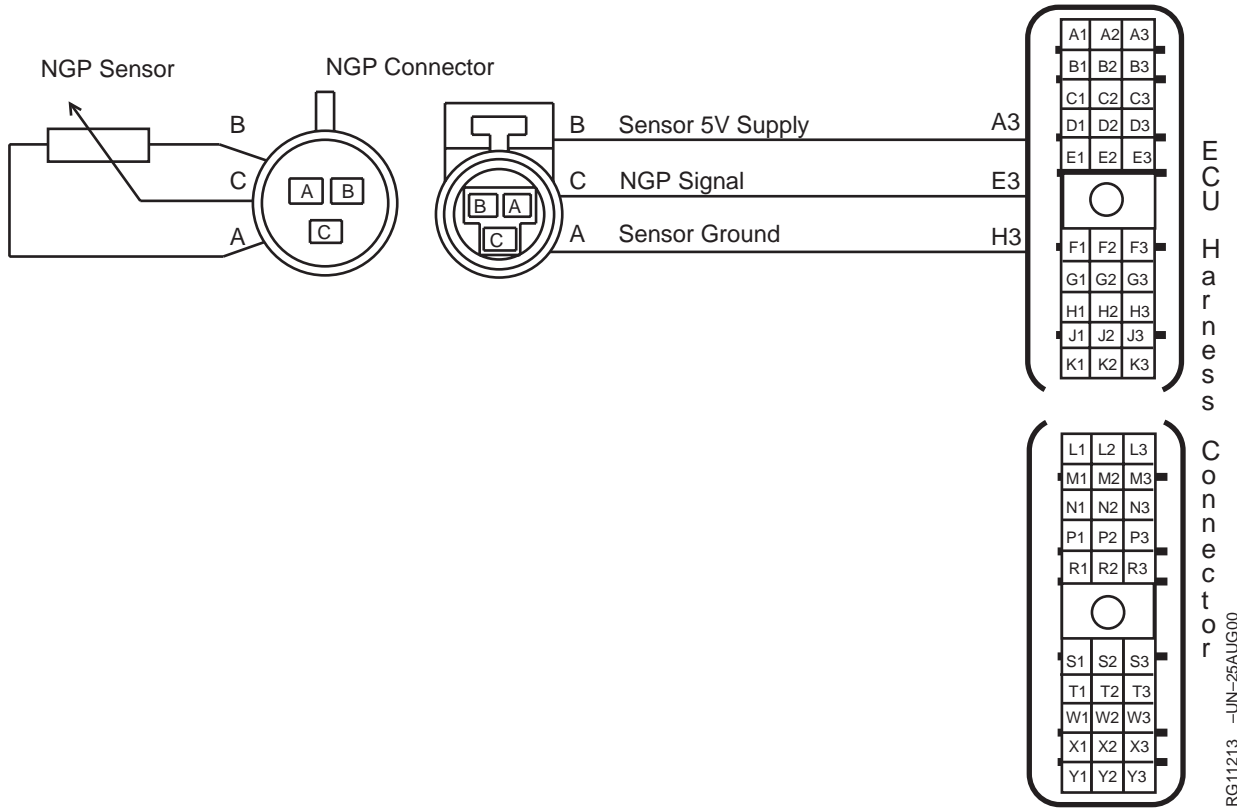 NGP Sensor
NGP Connector
B
C
A
A B
C
B A
C
B Sensor 5V Supply A3
C NGP Signal E3
A Sensor Ground H3
A1 A2 A3
B1 B2 B3
C1 C2 C3
D1 D2 D3
E1 E2 E3
F1 F2 F3
G1 G2 G3
H1 H2 H3
J1 J2 J3
K1 K2 K3
L1 L2 L3
M1 M2 M3
N1 N2 N3
P1 P2 P3
R1 R2 R3
S1 S2 S3
T1 T2 T3
W1 W2 W3
X1 X2 X3
Y1 Y2 Y3
ECU Harness Connector
RG11213 –UN–25AUG00